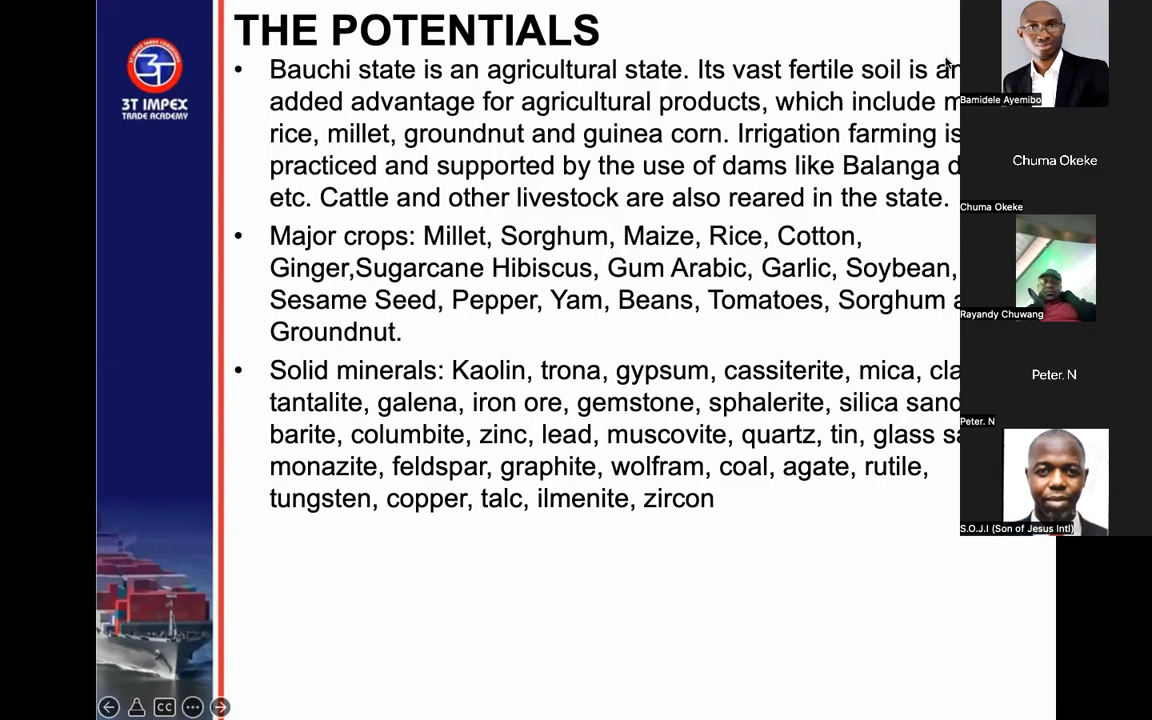 THE POTENTIALS
3T IMPEX TRADE ACADEMY
3T IMPEX
TRADE ACADEMY
• Bauchi state is an agricultural state. Its vast fertile soil is an
added advantage for agricultural products, which include
rice, millet, groundnut and guinea corn. Irrigation farming is
practiced and supported by the use of dams like Balanga
etc. Cattle and other livestock are also reared in the state.
• Major crops: Millet, Sorghum, Maize, Rice, Cotton,
Ginger,Sugarcane Hibiscus, Gum Arabic, Garlic, Soybean,
Sesame Seed, Pepper, Yam, Beans, Tomatoes, Sorghum
Groundnut.
• Solid minerals: Kaolin, trona, gypsum, cassiterite, mica,
tantalite, galena, iron ore, gemstone, sphalerite, silica sand
barite, columbite, zinc, lead, muscovite, quartz, tin, glass
monazite, feldspar, graphite, wolfram, coal, agate, rutile,
tungsten, copper, talc, ilmenite, zircon
CC
Bamidele Ayemibo
Chuma Okeke
Chuma Okeke
Rayandy Chuwang
Peter. N
Peter. N
S.O.J.I (Son of Jesus Intl)